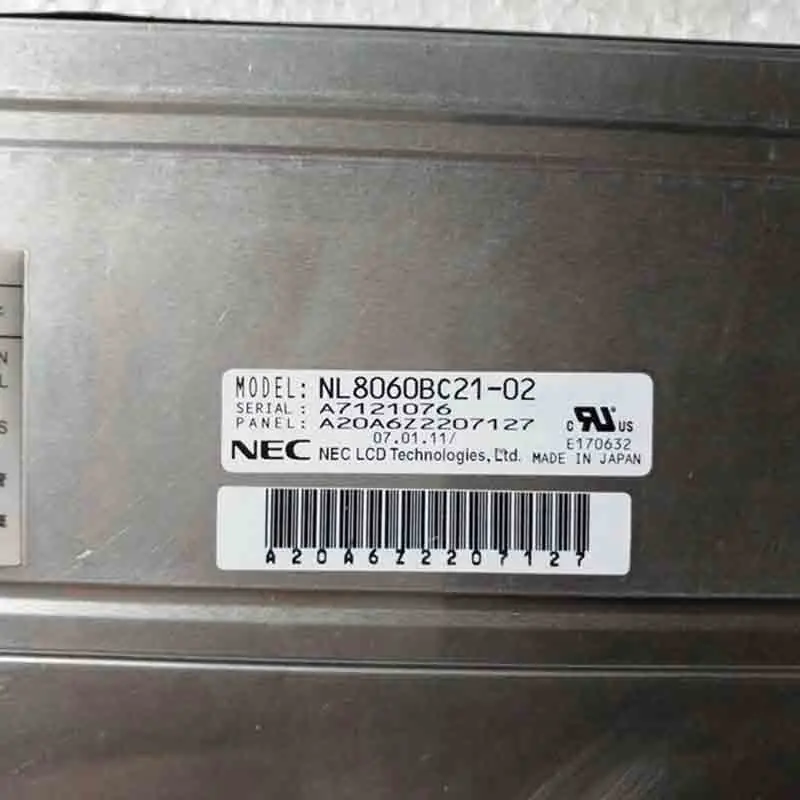 MODEL: NL8060BC21-02
SERIAL: A7121076
PANEL: A20A6Z2207127
07.01.11/
NEC NEC LCD Technologies, Ltd. MADE IN JAPAN
c RU US
E170632
A20A6Z2207127
N
L
S